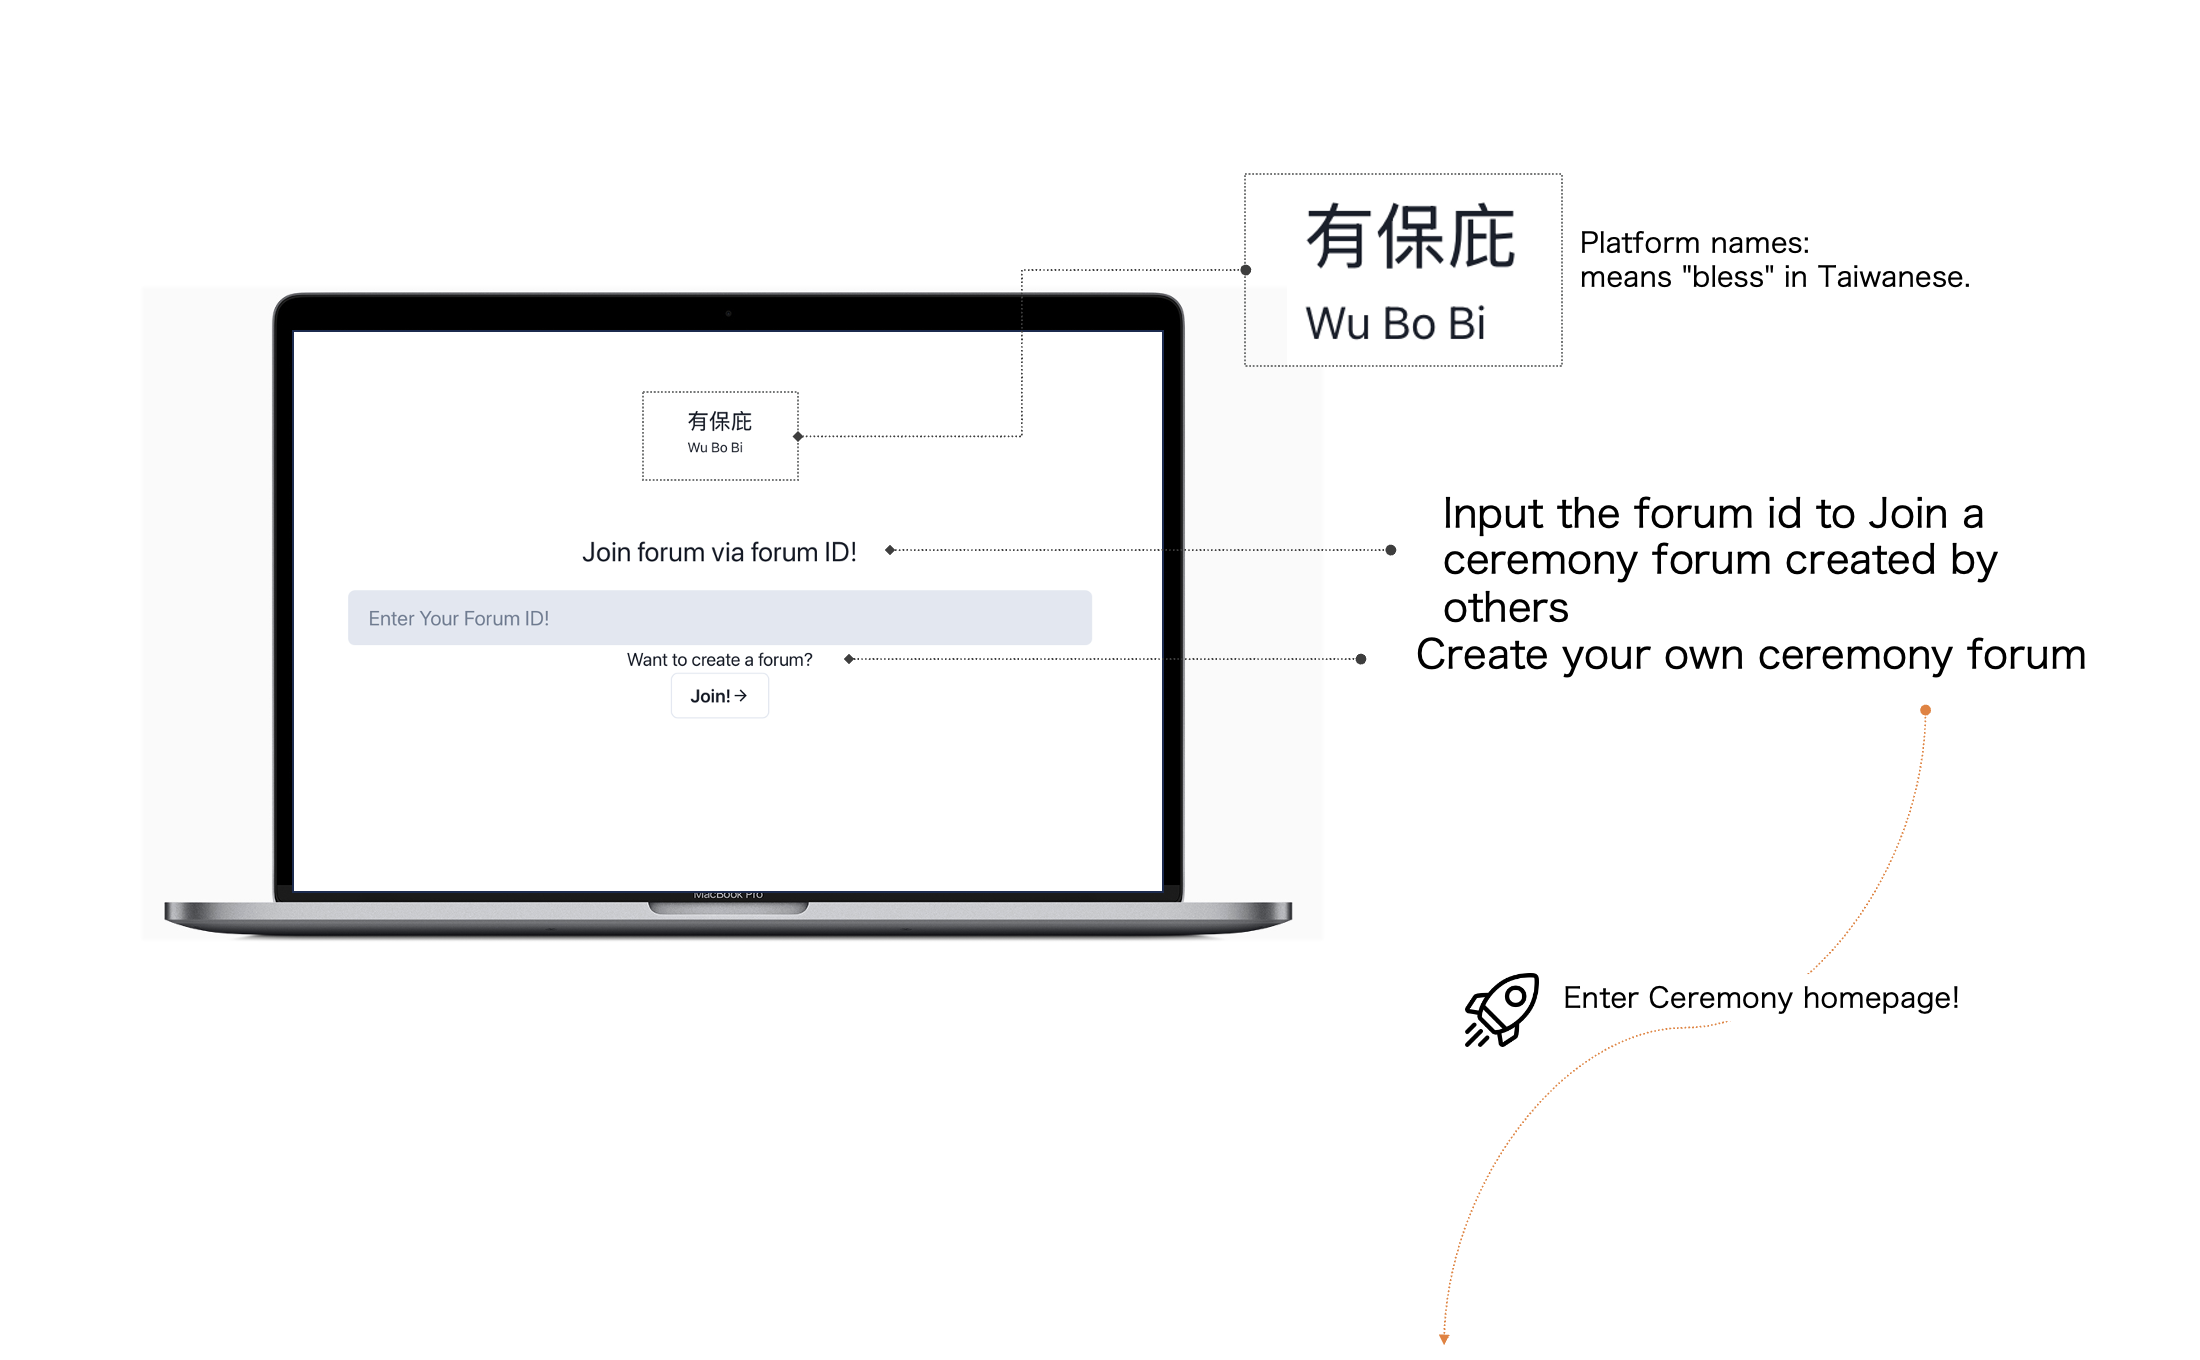 有保庇
Wu Bo Bi
Platform names:
means "bless" in Taiwanese.
有保庇
Wu Bo Bi
Join forum via forum ID!
Enter Your Forum ID!
Want to create a forum?
Join!→
MacBook Pro
Input the forum id to Join a
ceremony forum created by
others
Create your own ceremony forum
Enter Ceremony homepage!